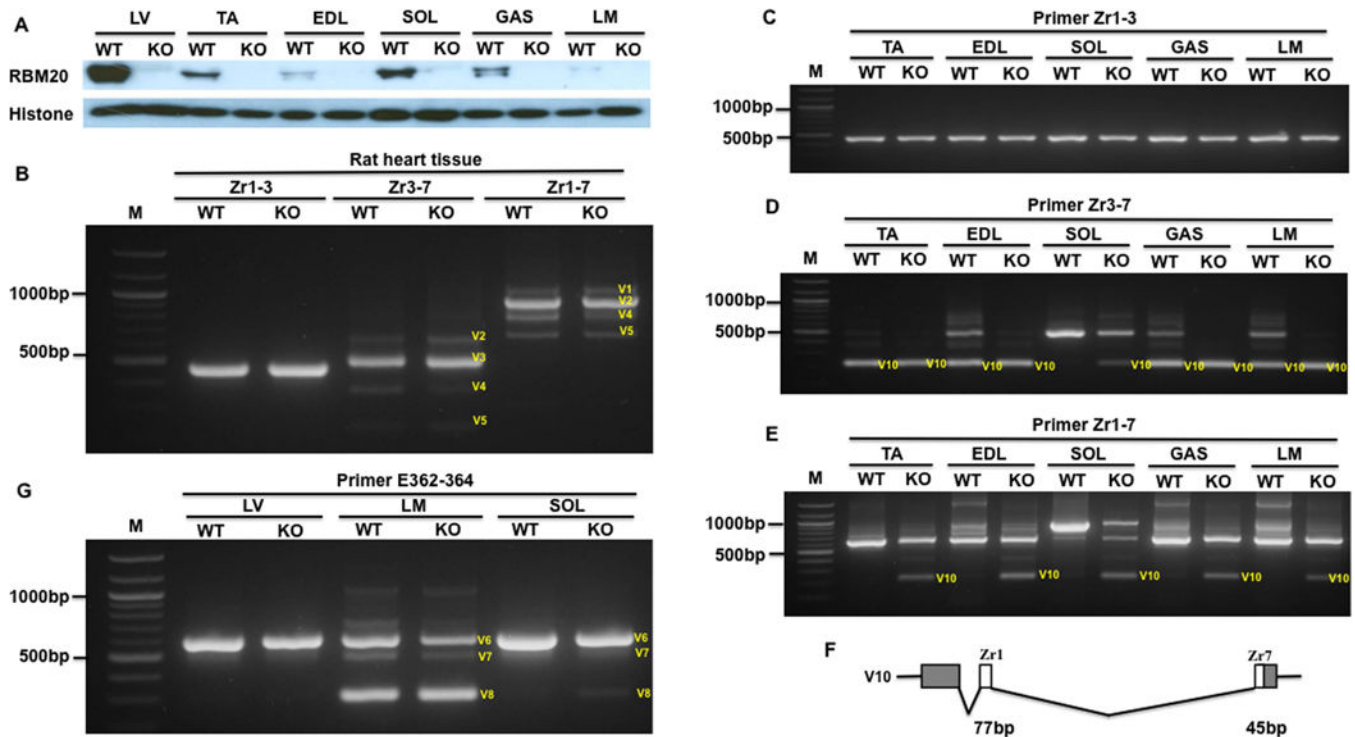 A
LV TA EDL SOL GAS LM
WT KO WT KO WT KO WT KO WT KO WT KO
RBM20
Histone
B
Rat heart tissue
Zr1-3 Zr3-7 Zr1-7
M WT KO WT KO WT KO
1000bp
500bp
V2
V3
V4
V5
V1
V2
V4
V5
G
Primer E362-364
LV LM SOL
M WT KO WT KO WT KO
1000bp
500bp
V6
V7
V8
V6
V7
V8
C
Primer Zr1-3
TA EDL SOL GAS LM
M WT KO WT KO WT KO WT KO WT KO
1000bp
500bp
D
Primer Zr3-7
TA EDL SOL GAS LM
M WT KO WT KO WT KO WT KO WT KO
1000bp
500bp
V10 V10 V10 V10 V10 V10 V10 V10 V10
E
Primer Zr1-7
TA EDL SOL GAS LM
M WT KO WT KO WT KO WT KO WT KO
1000bp
500bp
V10 V10 V10 V10 V10
F
Zr1 Zr7
V10
77bp 45bp